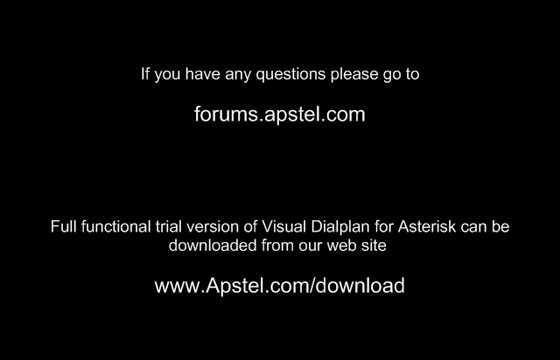 If you have any questions please go to
forums.apstel.com
Full functional trial version of Visual Dialplan for Asterisk can be
downloaded from our web site
www.Apstel.com/download